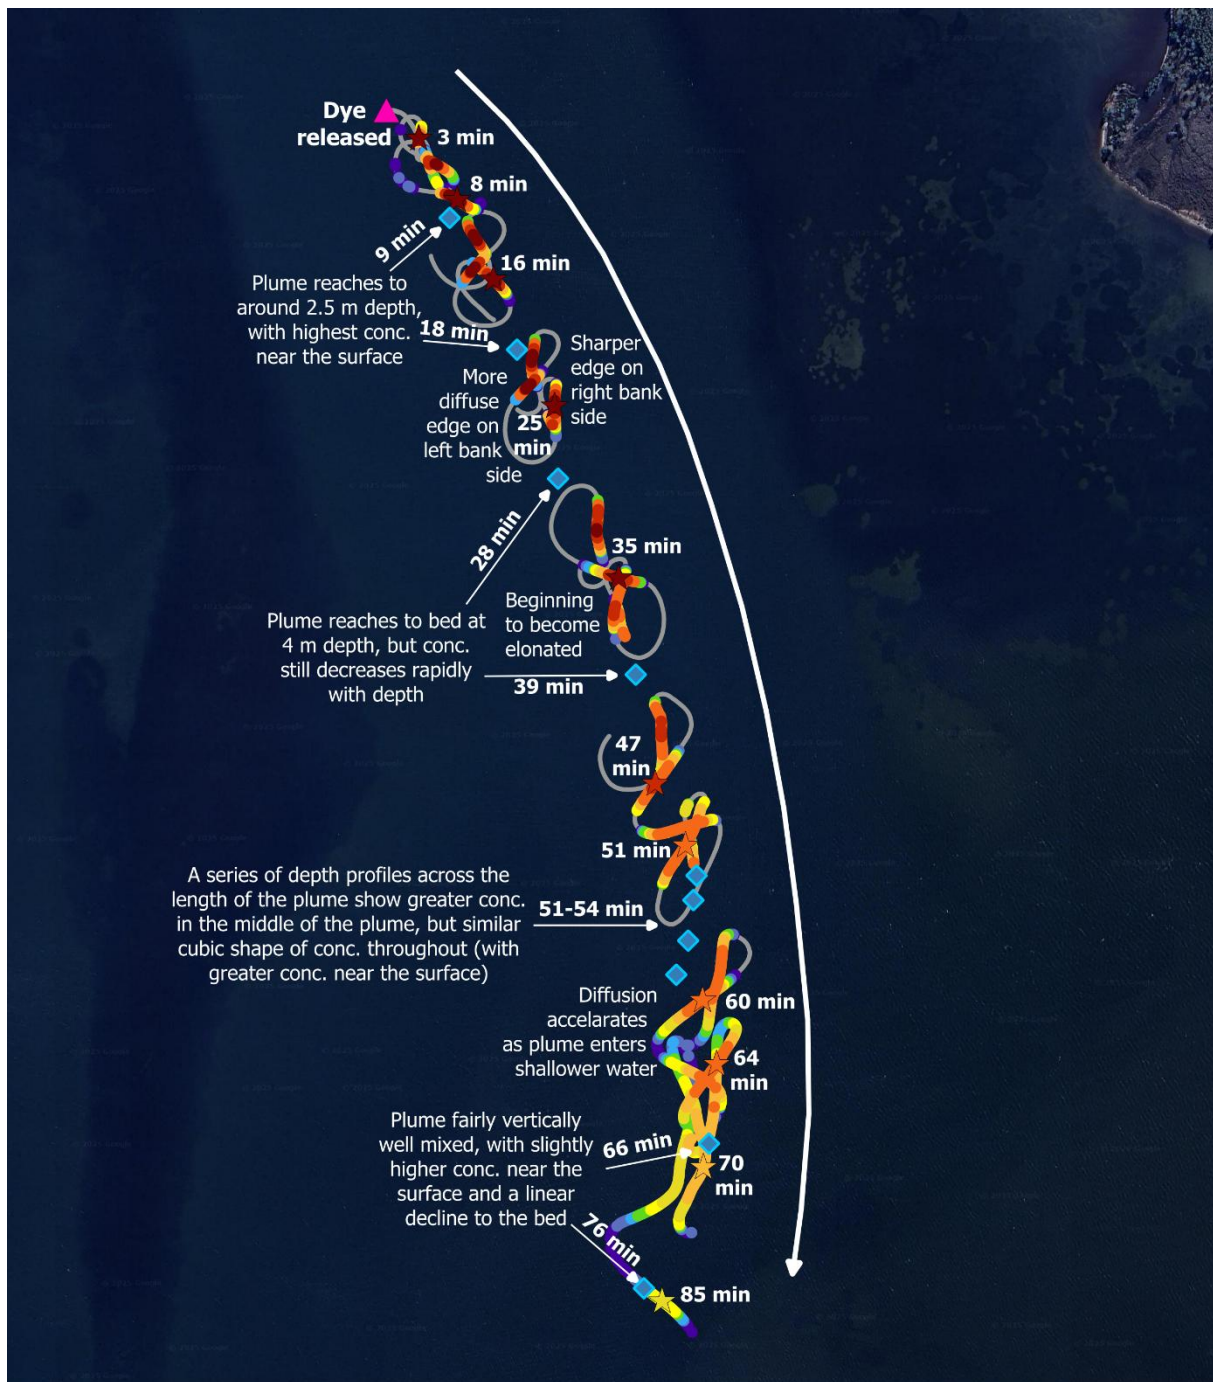 Dye
released
3 min
8 min
9 min
16 min
Plume reaches to
around 2.5 m depth,
with highest conc.
near the surface
18 min
Sharper
edge on
right bank
side
More
diffuse
edge on
left bank
side
25
min
28 min
35 min
Plume reaches to bed at
4 m depth, but conc.
still decreases rapidly
with depth
Beginning
to become
elonated
39 min
47
min
51 min
A series of depth profiles across the
length of the plume show greater conc.
in the middle of the plume, but similar
cubic shape of conc. throughout (with
greater conc. near the surface)
51-54 min
60 min
Diffusion
accelarates
as plume enters
shallower water
64
min
Plume fairly vertically
well mixed, with slightly
higher conc. near the
surface and a linear
decline to the bed
66 min
70
min
76 min
85 min